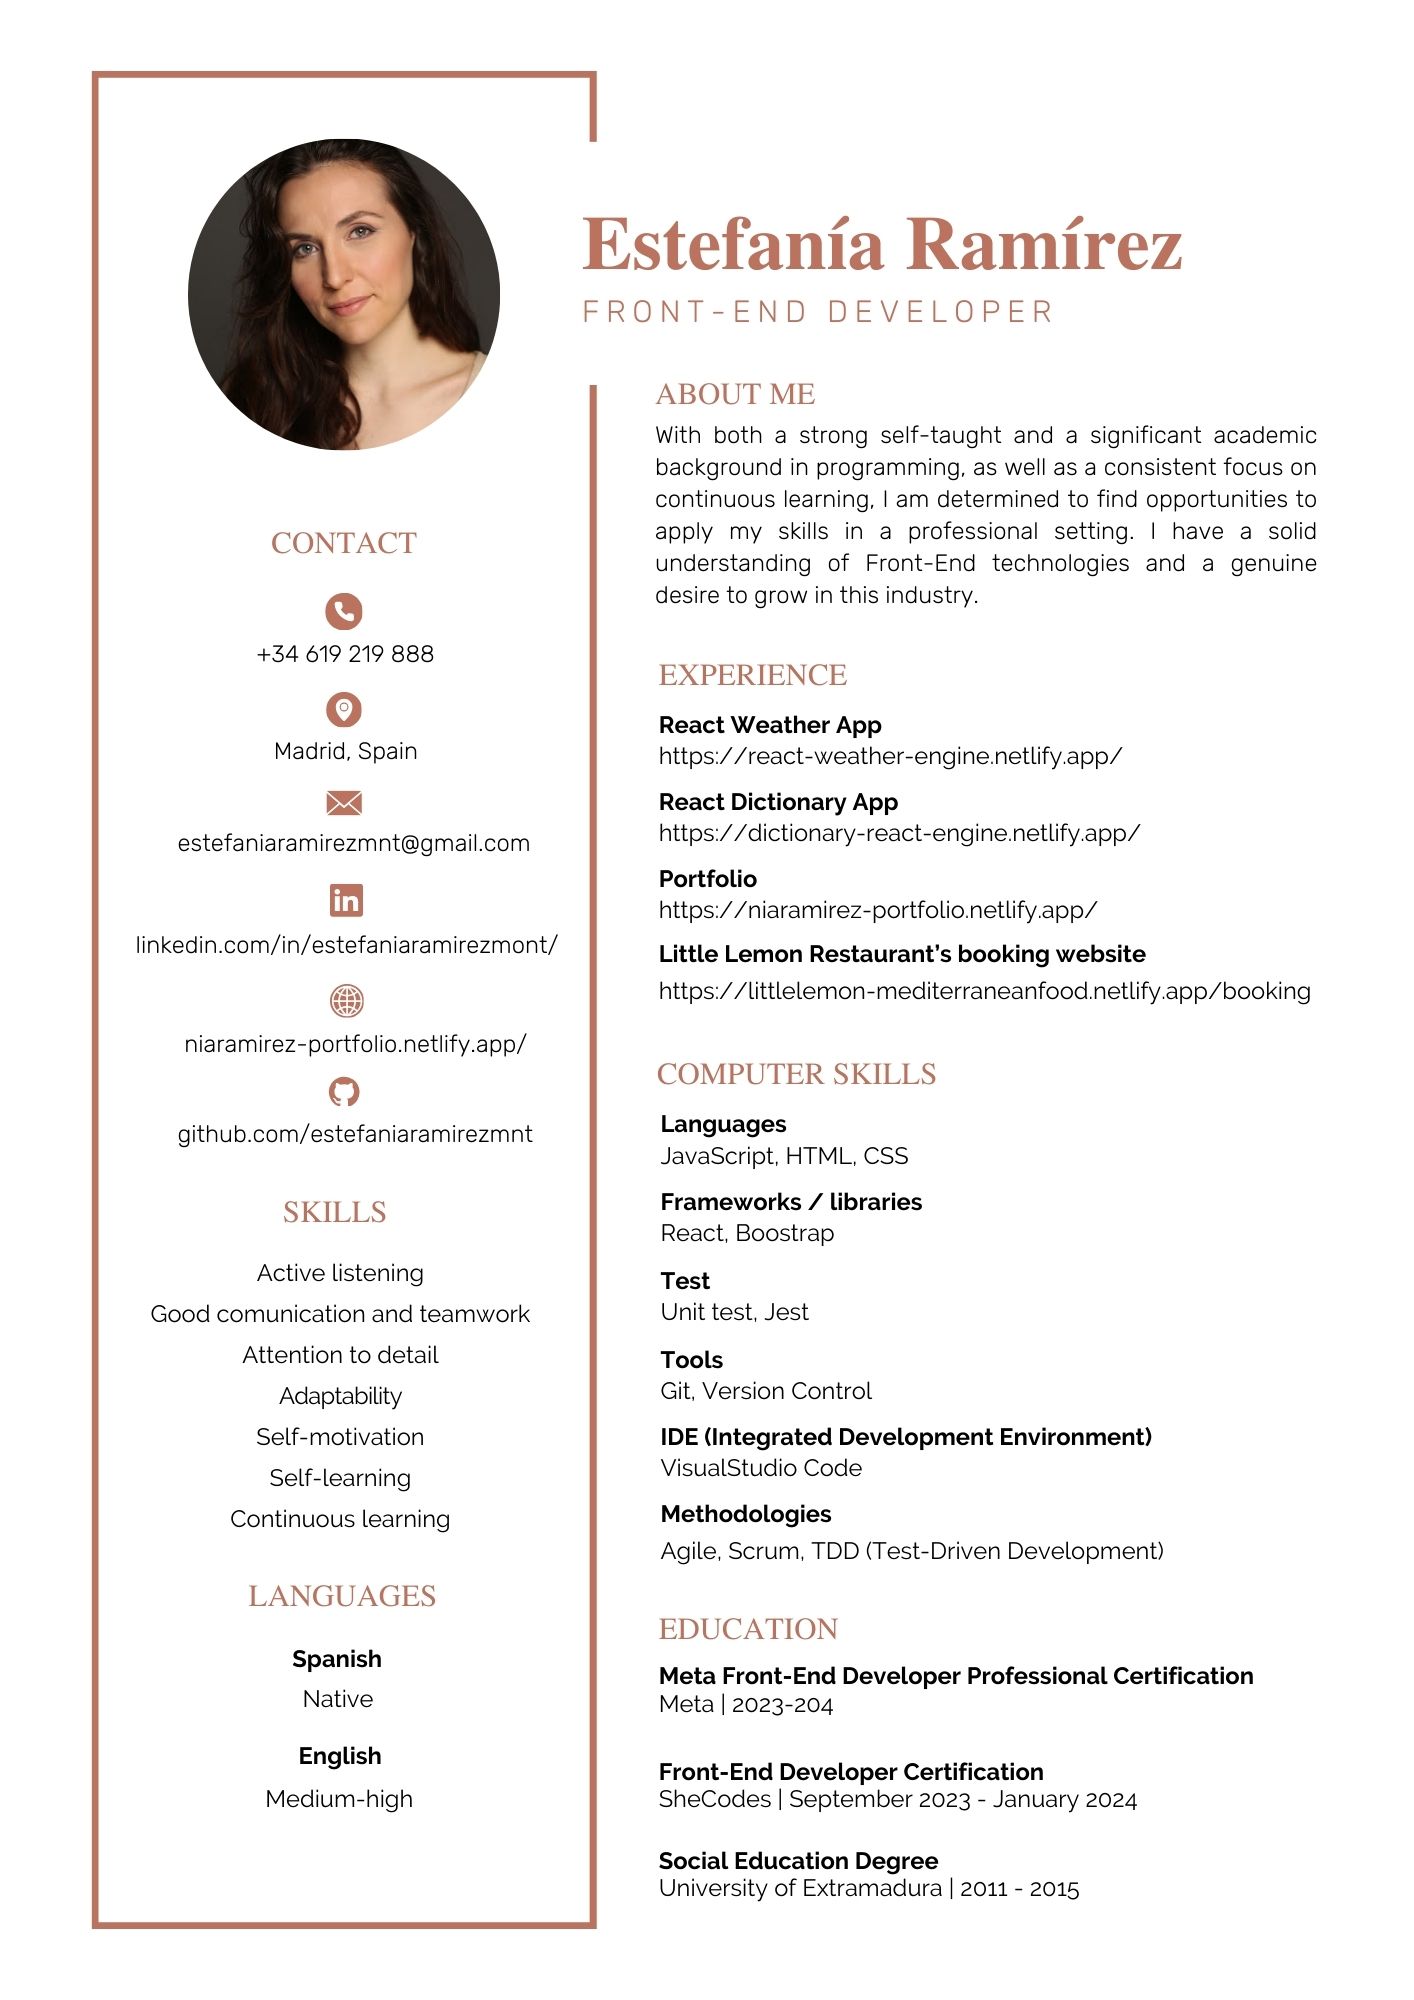 Estefanía Ramírez
FRONT-END DEVELOPER
CONTACT
+34 619 219 888
Madrid, Spain
estefaniaramirezmnt@gmail.com
in
linkedin.com/in/estefaniaramirezmont/
niaramirez-portfolio.netlify.app/
github.com/estefaniaramirezmnt
SKILLS
Active listening
Good comunication and teamwork
Attention to detail
Adaptability
Self-motivation
Self-learning
Continuous learning
LANGUAGES
Spanish
Native
English
Medium-high
ABOUT ME
With both a strong self-taught and a significant academic
background in programming, as well as a consistent focus on
continuous learning, I am determined to find opportunities to
apply my skills in a professional setting. I have a solid
understanding of Front-End technologies and a genuine
desire to grow in this industry.
EXPERIENCE
React Weather App
https://react-weather-engine.netlify.app/
React Dictionary App
https://dictionary-react-engine.netlify.app/
Portfolio
https://niaramirez-portfolio.netlify.app/
Little Lemon Restaurant's booking website
https://littlelemon-mediterraneanfood.netlify.app/booking
COMPUTER SKILLS
Languages
JavaScript, HTML, CSS
Frameworks / libraries
React, Boostrap
Test
Unit test, Jest
Tools
Git, Version Control
IDE (Integrated Development Environment)
VisualStudio Code
Methodologies
Agile, Scrum, TDD (Test-Driven Development)
EDUCATION
Meta Front-End Developer Professional Certification
Meta | 2023-204
Front-End Developer Certification
SheCodes | September 2023 - January 2024
Social Education Degree
University of Extramadura | 2011 - 2015